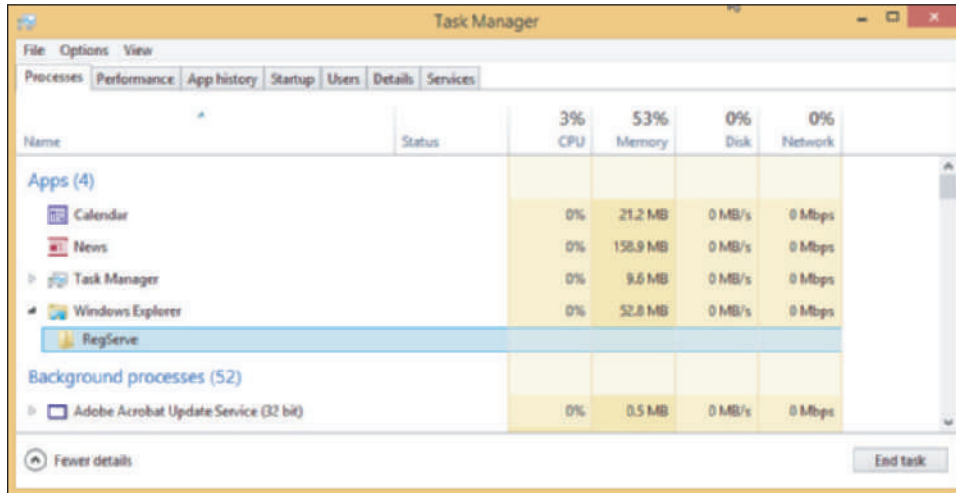 Task Manager
File Options View
Processes Performance App history Startup Users Details Services
3% 53% 0% 0%
Name Status CPU Memory Disk Network
Apps (4)
Calendar 0% 21.2 MB 0 MB/s 0 Mbps
News 0% 158.9 MB 0 MB/s 0 Mbps
Task Manager 0% 9.6 MB 0 MB/s 0 Mbps
Windows Explorer 0% 52.8 MB 0 MB/s 0 Mbps
RegServe
Background processes (52)
Adobe Acrobat Update Service (32 bit) 0% 0.5 MB 0 MB/s 0 Mbps
Fewer details End task